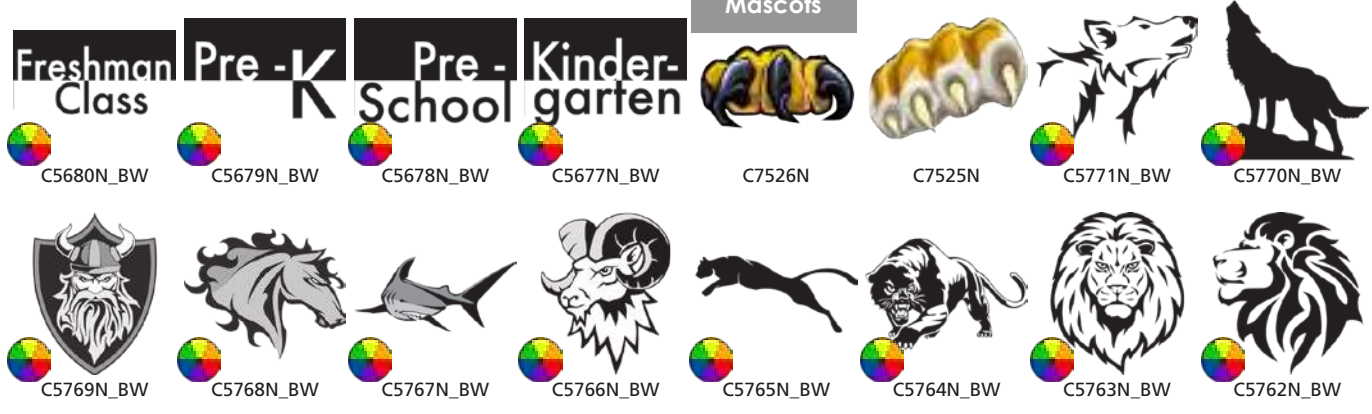 Mascots
Freshman
Class
Pre -K
Pre -
School
Kinder-
garten
C5680N_BW
C5679N_BW
C5678N_BW
C5677N_BW
C7526N
C7525N
C5771N_BW
C5770N_BW
C5769N_BW
C5768N_BW
C5767N_BW
C5766N_BW
C5765N_BW
C5764N_BW
C5763N_BW
C5762N_BW